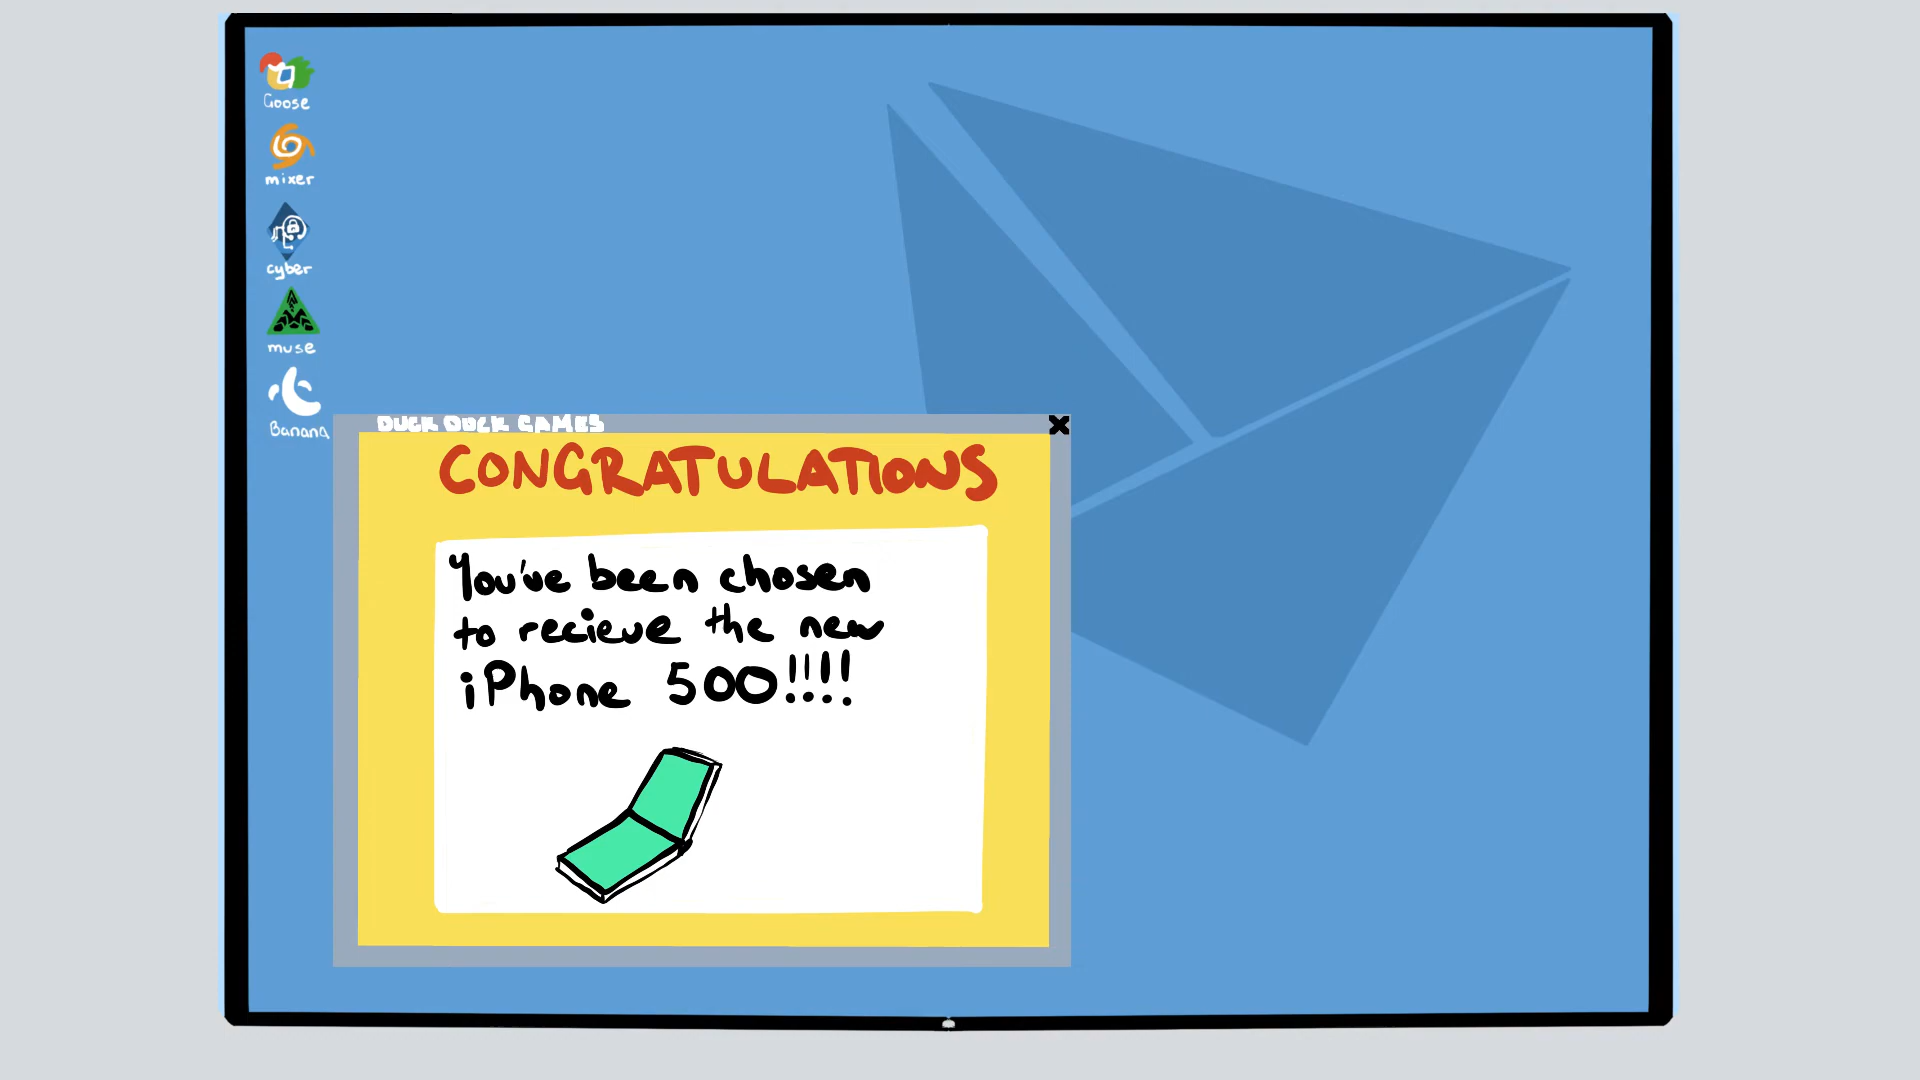 Goose
mixer
cyber
muse
Banana
DUCK DUCK GAMES
CONGRATULATIONS
You've been chosen
to recieve the new
iPhone 500!!!!